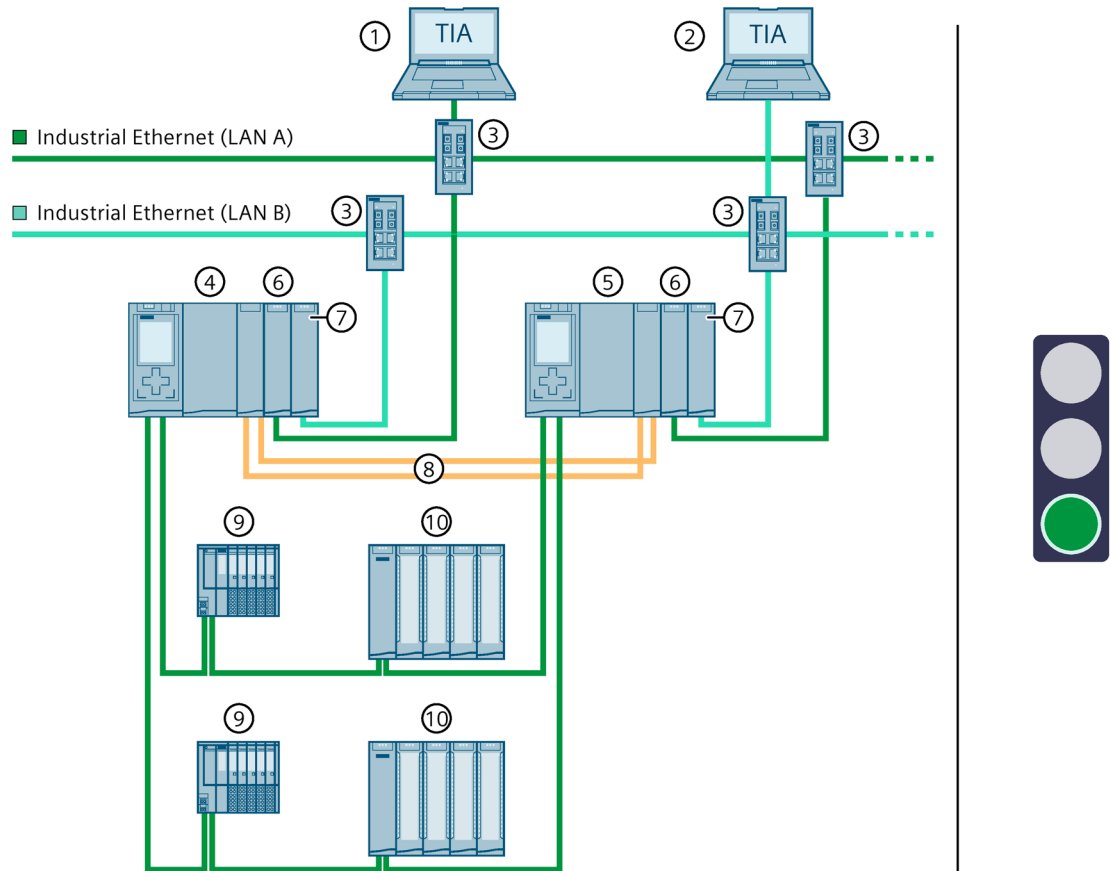 ① TIA
② TIA
■ Industrial Ethernet (LAN A)
③
③
■ Industrial Ethernet (LAN B)
③
③
④ ⑥ ⑤ ⑥
⑦ ⑦
⑧
⑨ ⑩
⑨ ⑩